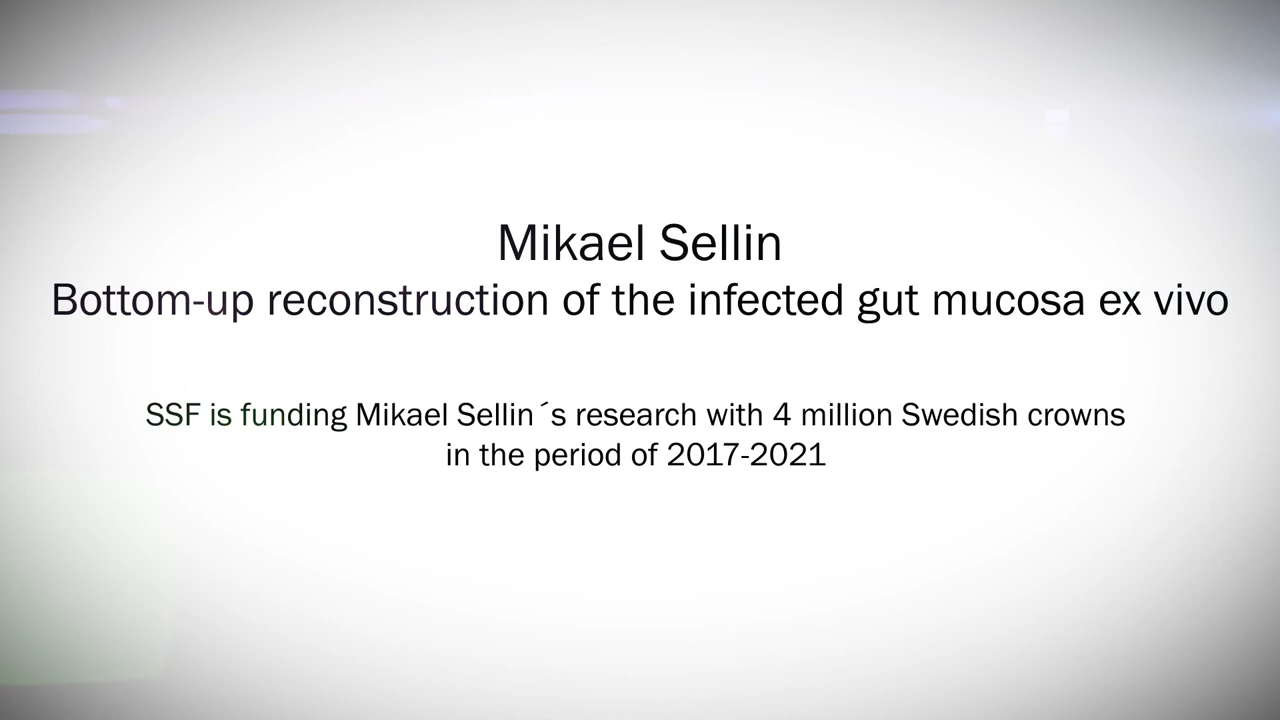 Mikael Sellin
Bottom-up reconstruction of the infected gut mucosa ex vivo
SSF is funding Mikael Sellin´s research with 4 million Swedish crowns
in the period of 2017-2021